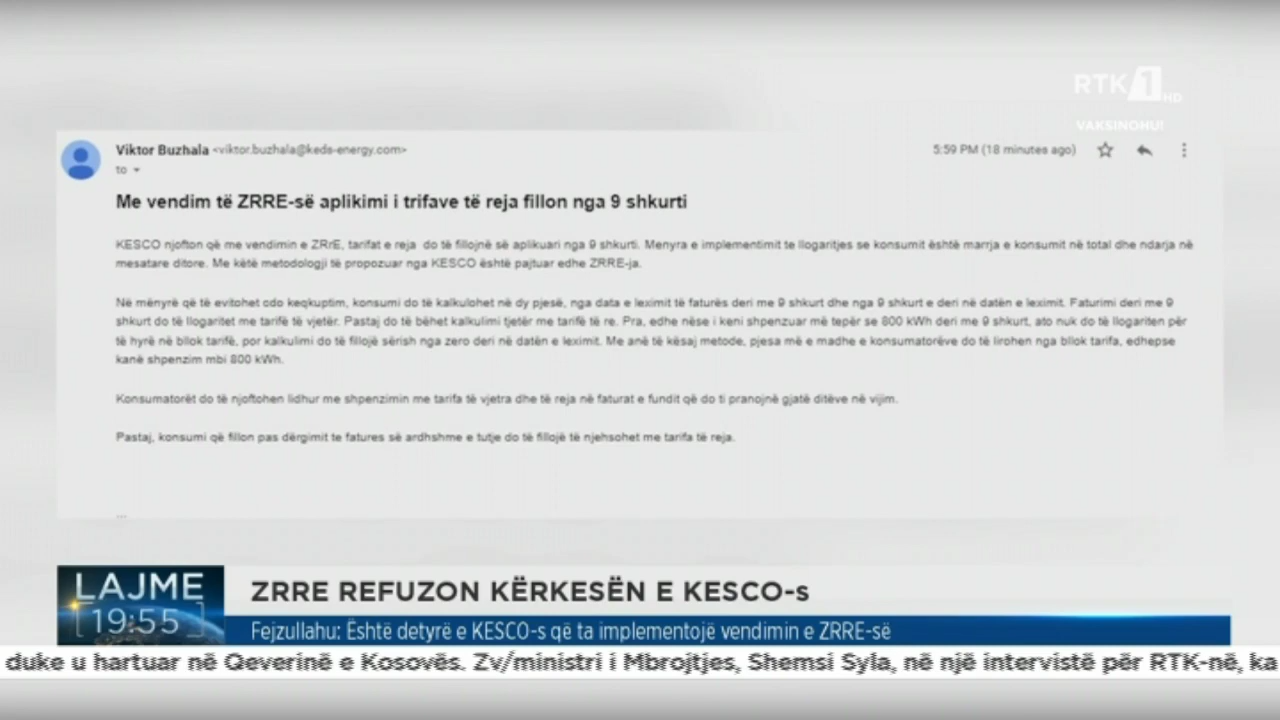 RTK 1 HD
VAKSINOHU!
Viktor Buzhala <viktor.buzhala@keds-energy.com>
5:59 PM (18 minutes ago)
to
Me vendim të ZRRE-së aplikimi i trifave të reja fillon nga 9 shkurti
KESCO njofton që me vendimin e ZRrE, tarifat e reja do të fillojnë së aplikuari nga 9 shkurti. Menyra e implementimit te llogaritjes se konsumit është marrja e konsumit në total dhe ndarja në
mesatare ditore. Me këtë metodologji të propozuar nga KESCO është pajtuar edhe ZRRE-ja.
Në mënyrë që të evitohet çdo keqkuptim, konsumi do të kalkulohet në dy pjesë, nga data e leximit të faturës deri me 9 shkurt dhe nga 9 shkurt e deri në datën e leximit. Faturimi deri me 9
shkurt do të llogaritet me tarifë të vjetër. Pastaj do të bëhet kalkulimi tjetër me tarifë të re. Pra, edhe nëse i keni shpenzuar më tepër se 800 kWh deri me 9 shkurt, ato nuk do të llogariten për
të hyrë në bllok tarifë, por kalkulimi do të fillojë sërish nga zero deri në datën e leximit. Me anë të kësaj metode, pjesa më e madhe e konsumatorëve do të lirohen nga bllok tarifa, edhepse
kanë shpenzim mbi 800 kWh.
Konsumatorët do të njoftohen lidhur me shpenzimin me tarifa të vjetra dhe të reja në faturat e fundit që do ti pranojnë gjatë ditëve në vijim.
Pastaj, konsumi që fillon pas dërgimit te fatures së ardhshme e tutje do të fillojë të njehsohet me tarifa të reja.
...
LAJME
19:55
ZRRE REFUZON KËRKESËN E KESCO-s
Fejzullahu: Është detyrë e KESCO-s që ta implementojë vendimin e ZRRE-së
duke u hartuar në Qeverinë e Kosovës. Zv/ministri i Mbrojtjes, Shemsi Syla, në një intervistë për RTK-në, ka